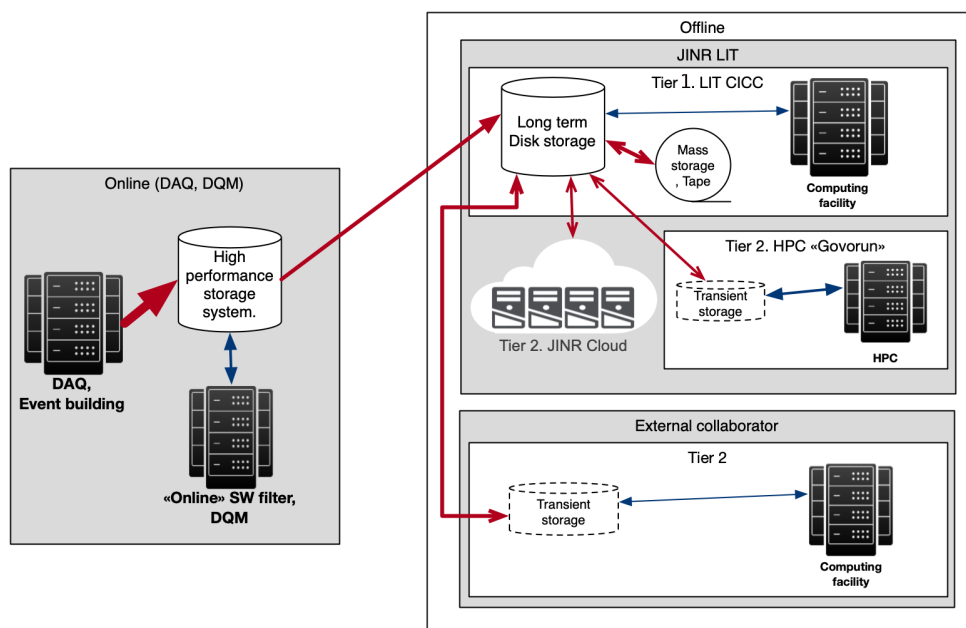 Offline
JINR LIT
Tier 1. LIT CICC
Long term
Disk storage
Mass
storage
, Tape
Computing
facility
Online (DAQ, DQM)
High
performance
storage
system.
DAQ,
Event building
«Online» SW filter,
DQM
Tier 2. JINR Cloud
Tier 2. HPC «Govorun»
Transient
storage
HPC
External collaborator
Tier 2
Transient
storage
Computing
facility